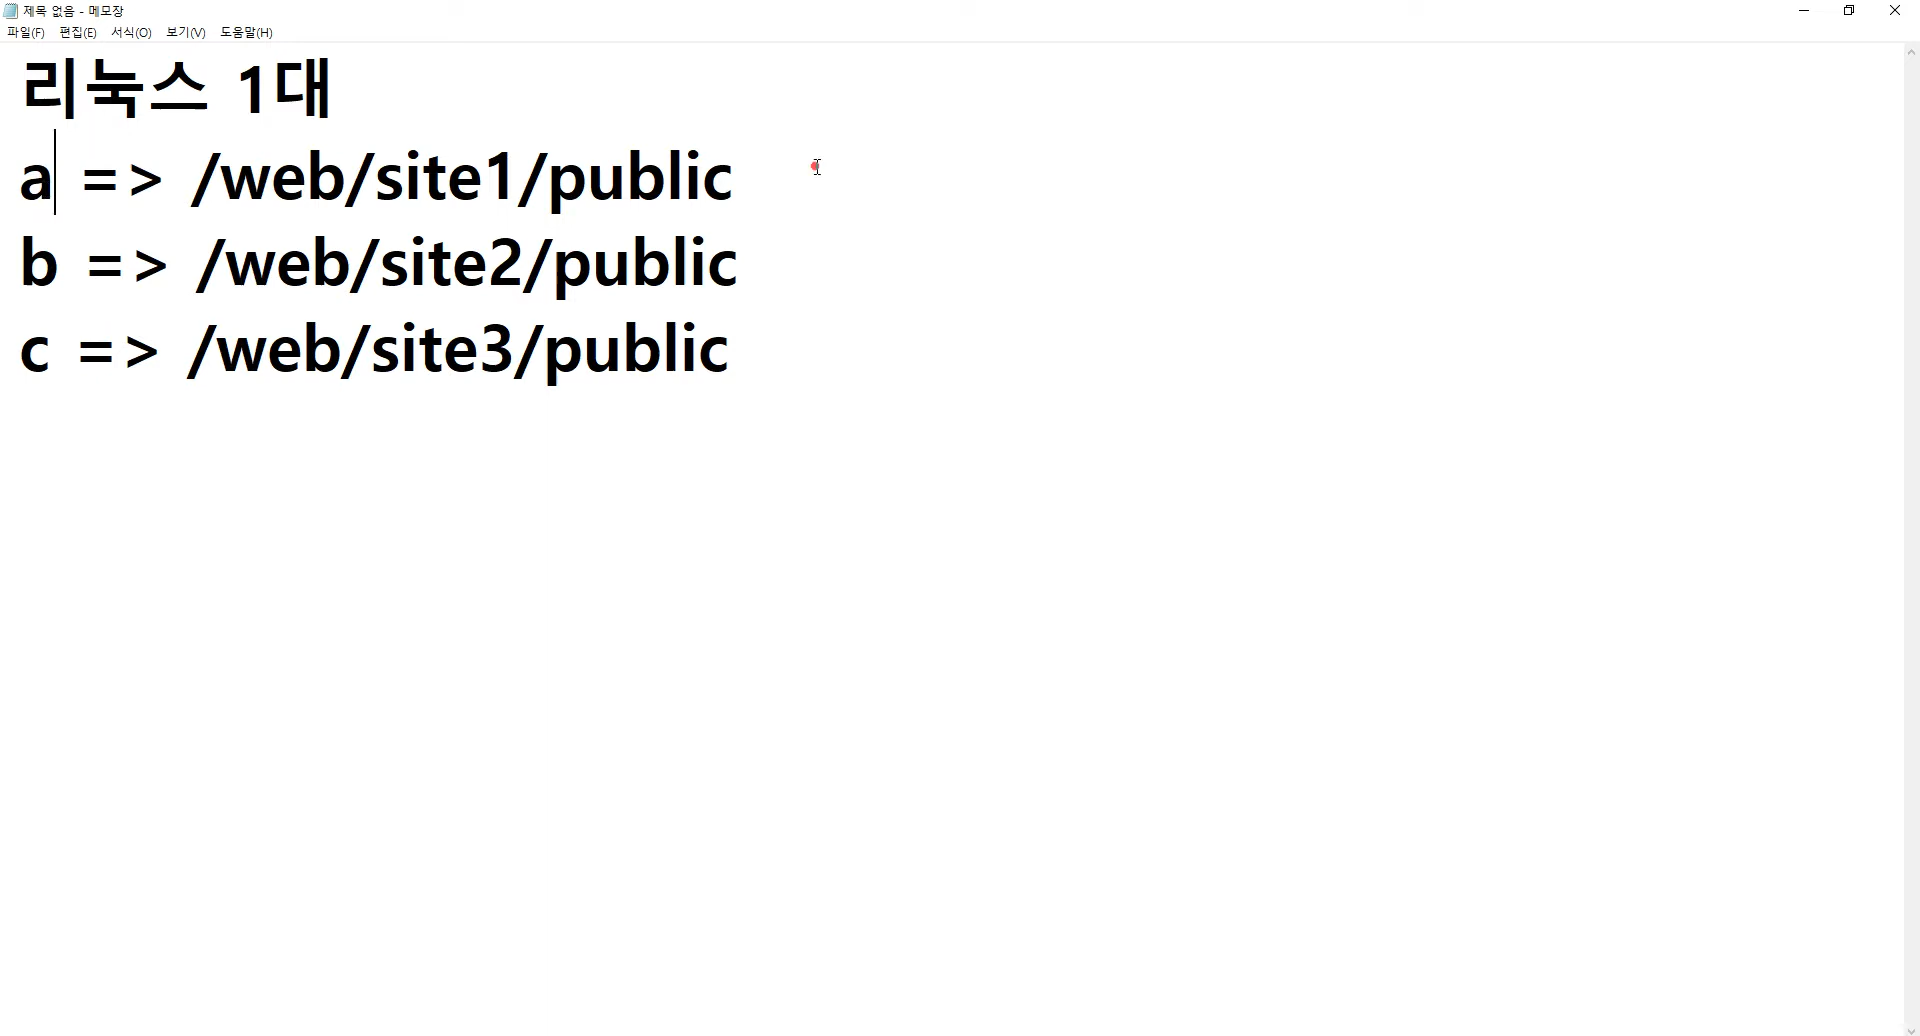 제목 없음 - 메모장
파일(F) 편집(E) 서식(O) 보기(V) 도움말(H)
리눅스 1대
a => /web/site1/public
b => /web/site2/public
c => /web/site3/public